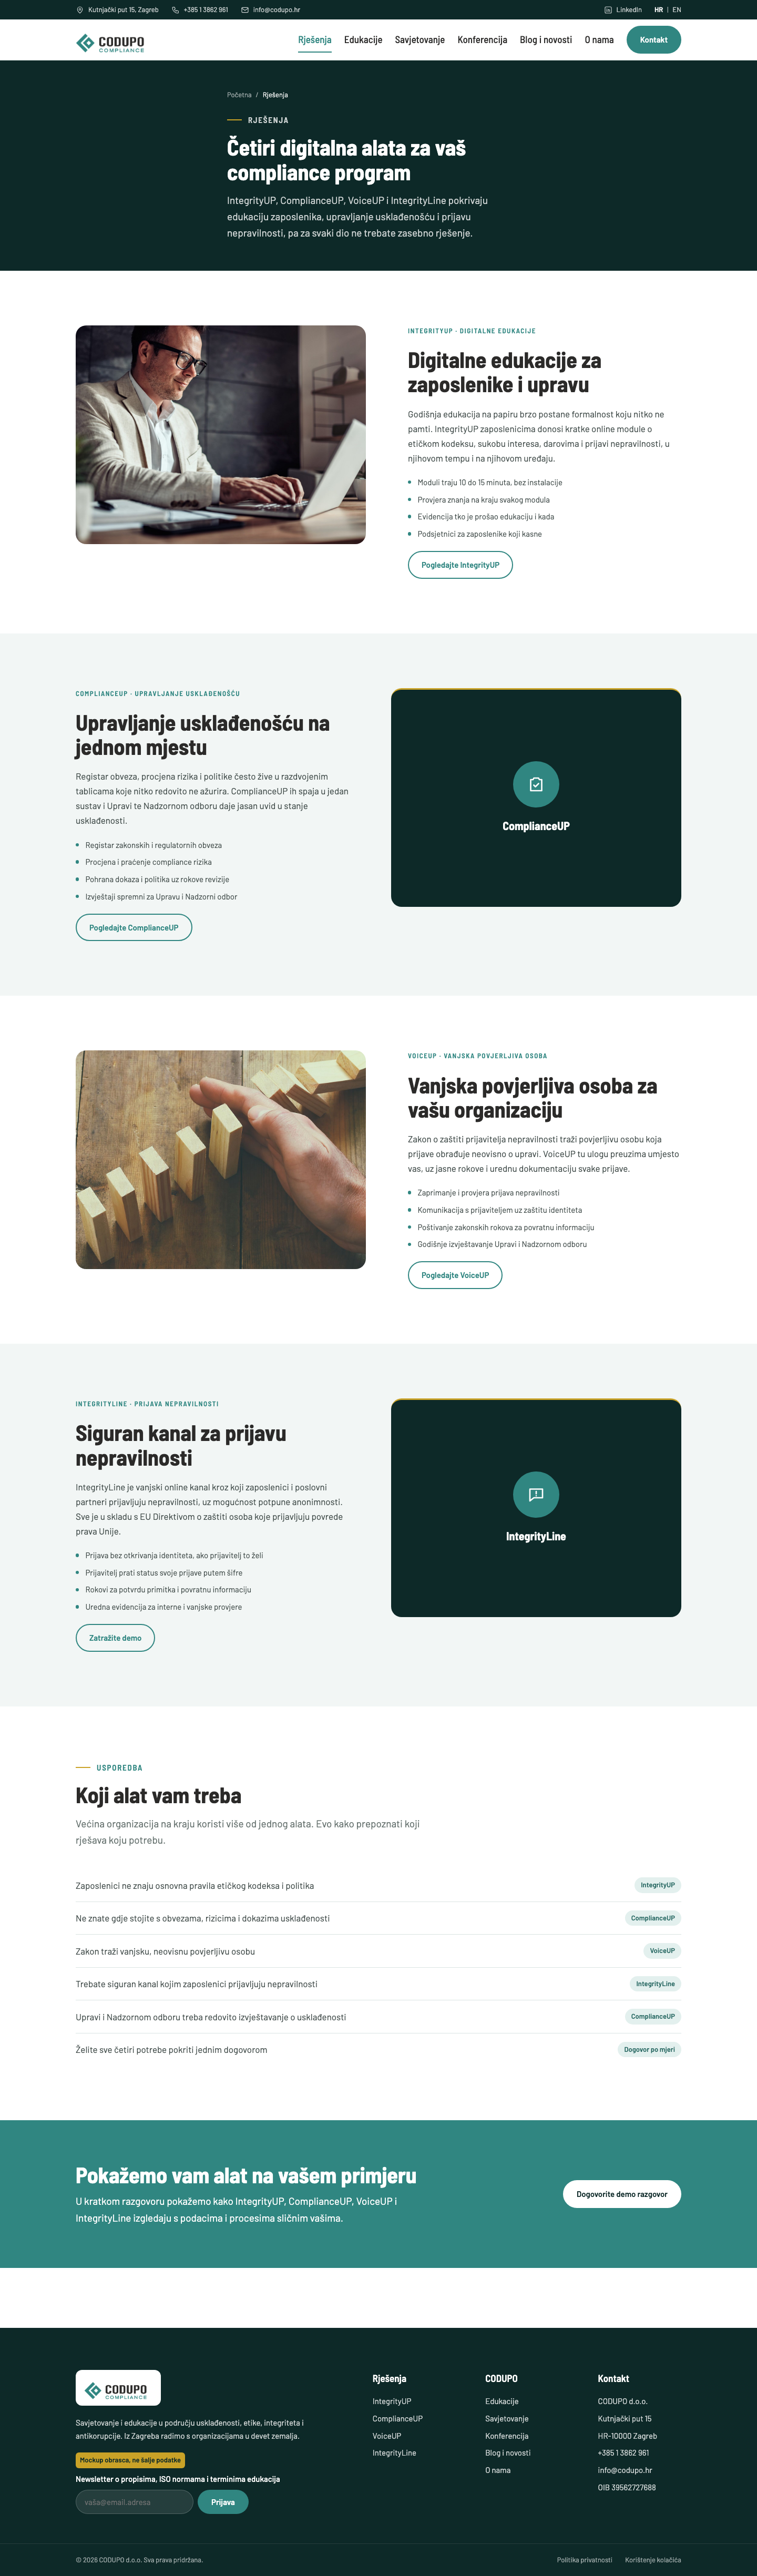 Kutnjački put 15, Zagreb
+385 1 3862 961
info@codupo.hr
LinkedIn
HR | EN
CODUPO
COMPLIANCE
Rješenja
Edukacije
Savjetovanje
Konferencija
Blog i novosti
O nama
Kontakt
Početna / Rješenja
RJEŠENJA
Četiri digitalna alata za vaš
compliance program
IntegrityUP, ComplianceUP, VoiceUP i IntegrityLine pokrivaju
edukaciju zaposlenika, upravljanje usklađenošću i prijavu
nepravilnosti, pa za svaki dio ne trebate zasebno rješenje.
INTEGRITYUP · DIGITALNE EDUKACIJE
Digitalne edukacije za
zaposlenike i upravu
Godišnja edukacija na papiru brzo postane formalnost koju nitko ne
pamti. IntegrityUP zaposlenicima donosi kratke online module o
etičkom kodeksu, sukobu interesa, darovima i prijavi nepravilnosti, u
njihovom tempu i na njihovom uređaju.
Moduli traju 10 do 15 minuta, bez instalacije
Provjera znanja na kraju svakog modula
Evidencija tko je prošao edukaciju i kada
Podsjetnici za zaposlenike koji kasne
Pogledajte IntegrityUP
COMPLIANCEUP · UPRAVLJANJE USKLAĐENOŠĆU
Upravljanje usklađenošću na
jednom mjestu
Registar obveza, procjena rizika i politike često žive u razdvojenim
tablicama koje nitko redovito ne ažurira. ComplianceUP ih spaja u jedan
sustav i Upravi te Nadzornom odboru daje jasan uvid u stanje
usklađenosti.
Registar zakonskih i regulatornih obveza
Procjena i praćenje compliance rizika
Pohrana dokaza i politika uz rokove revizije
Izvještaji spremni za Upravu i Nadzorni odbor
Pogledajte ComplianceUP
ComplianceUP
VOICEUP · VANJSKA POVJERLJIVA OSOBA
Vanjska povjerljiva osoba za
vašu organizaciju
Zakon o zaštiti prijavitelja nepravilnosti traži povjerljivu osobu koja
prijave obrađuje neovisno o upravi. VoiceUP tu ulogu preuzima umjesto
vas, uz jasne rokove i urednu dokumentaciju svake prijave.
Zaprimanje i provjera prijava nepravilnosti
Komunikacija s prijaviteljem uz zaštitu identiteta
Poštivanje zakonskih rokova za povratnu informaciju
Godišnje izvještavanje Upravi i Nadzornom odboru
Pogledajte VoiceUP
INTEGRITYLINE · PRIJAVA NEPRAVILNOSTI
Siguran kanal za prijavu
nepravilnosti
IntegrityLine je vanjski online kanal kroz koji zaposlenici i poslovni
partneri prijavljuju nepravilnosti, uz mogućnost potpune anonimnosti.
Sve je u skladu s EU Direktivom o zaštiti osoba koje prijavljuju povrede
prava Unije.
Prijava bez otkrivanja identiteta, ako prijavitelj to želi
Prijavitelj prati status svoje prijave putem šifre
Rokovi za potvrdu primitka i povratnu informaciju
Uredna evidencija za interne i vanjske provjere
Zatražite demo
IntegrityLine
USPOREDBA
Koji alat vam treba
Većina organizacija na kraju koristi više od jednog alata. Evo kako prepoznati koji
rješava koju potrebu.
Zaposlenici ne znaju osnovna pravila etičkog kodeksa i politika
IntegrityUP
Ne znate gdje stojite s obvezama, rizicima i dokazima usklađenosti
ComplianceUP
Zakon traži vanjsku, neovisnu povjerljivu osobu
VoiceUP
Trebate siguran kanal kojim zaposlenici prijavljuju nepravilnosti
IntegrityLine
Upravi i Nadzornom odboru treba redovito izvještavanje o usklađenosti
ComplianceUP
Želite sve četiri potrebe pokriti jednim dogovorom
Dogovor po mjeri
Pokažemo vam alat na vašem primjeru
U kratkom razgovoru pokažemo kako IntegrityUP, ComplianceUP, VoiceUP i
IntegrityLine izgledaju s podacima i procesima sličnim vašima.
Dogovorite demo razgovor
CODUPO
COMPLIANCE
Savjetovanje i edukacije u području usklađenosti, etike, integriteta i
antikorupcije. Iz Zagreba radimo s organizacijama u devet zemalja.
Mockup obrasca, ne šalje podatke
Newsletter o propisima, ISO normama i terminima edukacija
vaša@email.adresa
Prijava
Rješenja
IntegrityUP
ComplianceUP
VoiceUP
IntegrityLine
CODUPO
Edukacije
Savjetovanje
Konferencija
Blog i novosti
O nama
Kontakt
CODUPO d.o.o.
Kutnjački put 15
HR-10000 Zagreb
+385 1 3862 961
info@codupo.hr
OIB 39562727688
© 2026 CODUPO d.o.o. Sva prava pridržana.
Politika privatnosti
Korištenje kolačića